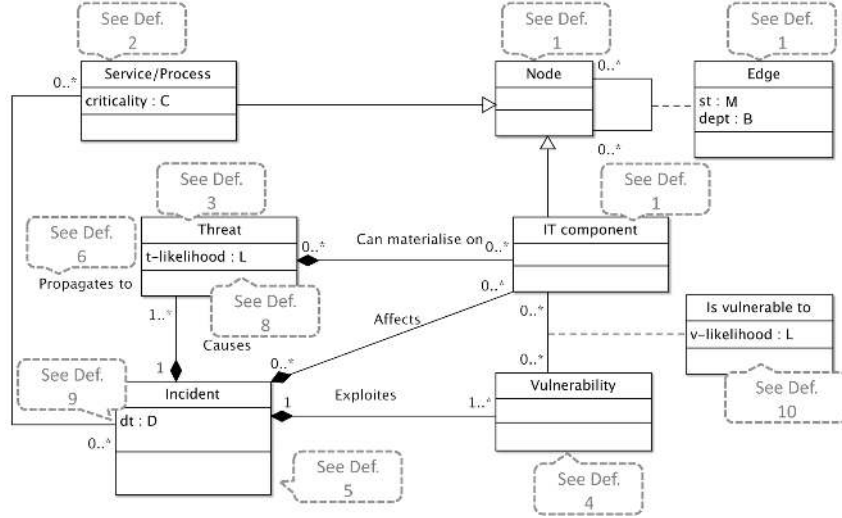 See Def.
2
See Def.
1
See Def.
1
Service/Process
criticality : C
0..*
Node
0..*
0..*
Edge
st : M
dept : B
See Def.
3
See Def.
1
See Def.
6
Propagates to
Threat
t-likelihood : L
0..*
Can materialise on
0..*
IT component
See Def.
8
Causes
1..*
1
0..*
Affects
0..*
0..*
0..*
Is vulnerable to
v-likelihood : L
See Def.
10
See Def.
9
Incident
dt : D
0..*
1
Exploites
1..*
Vulnerability
See Def.
5
See Def.
4